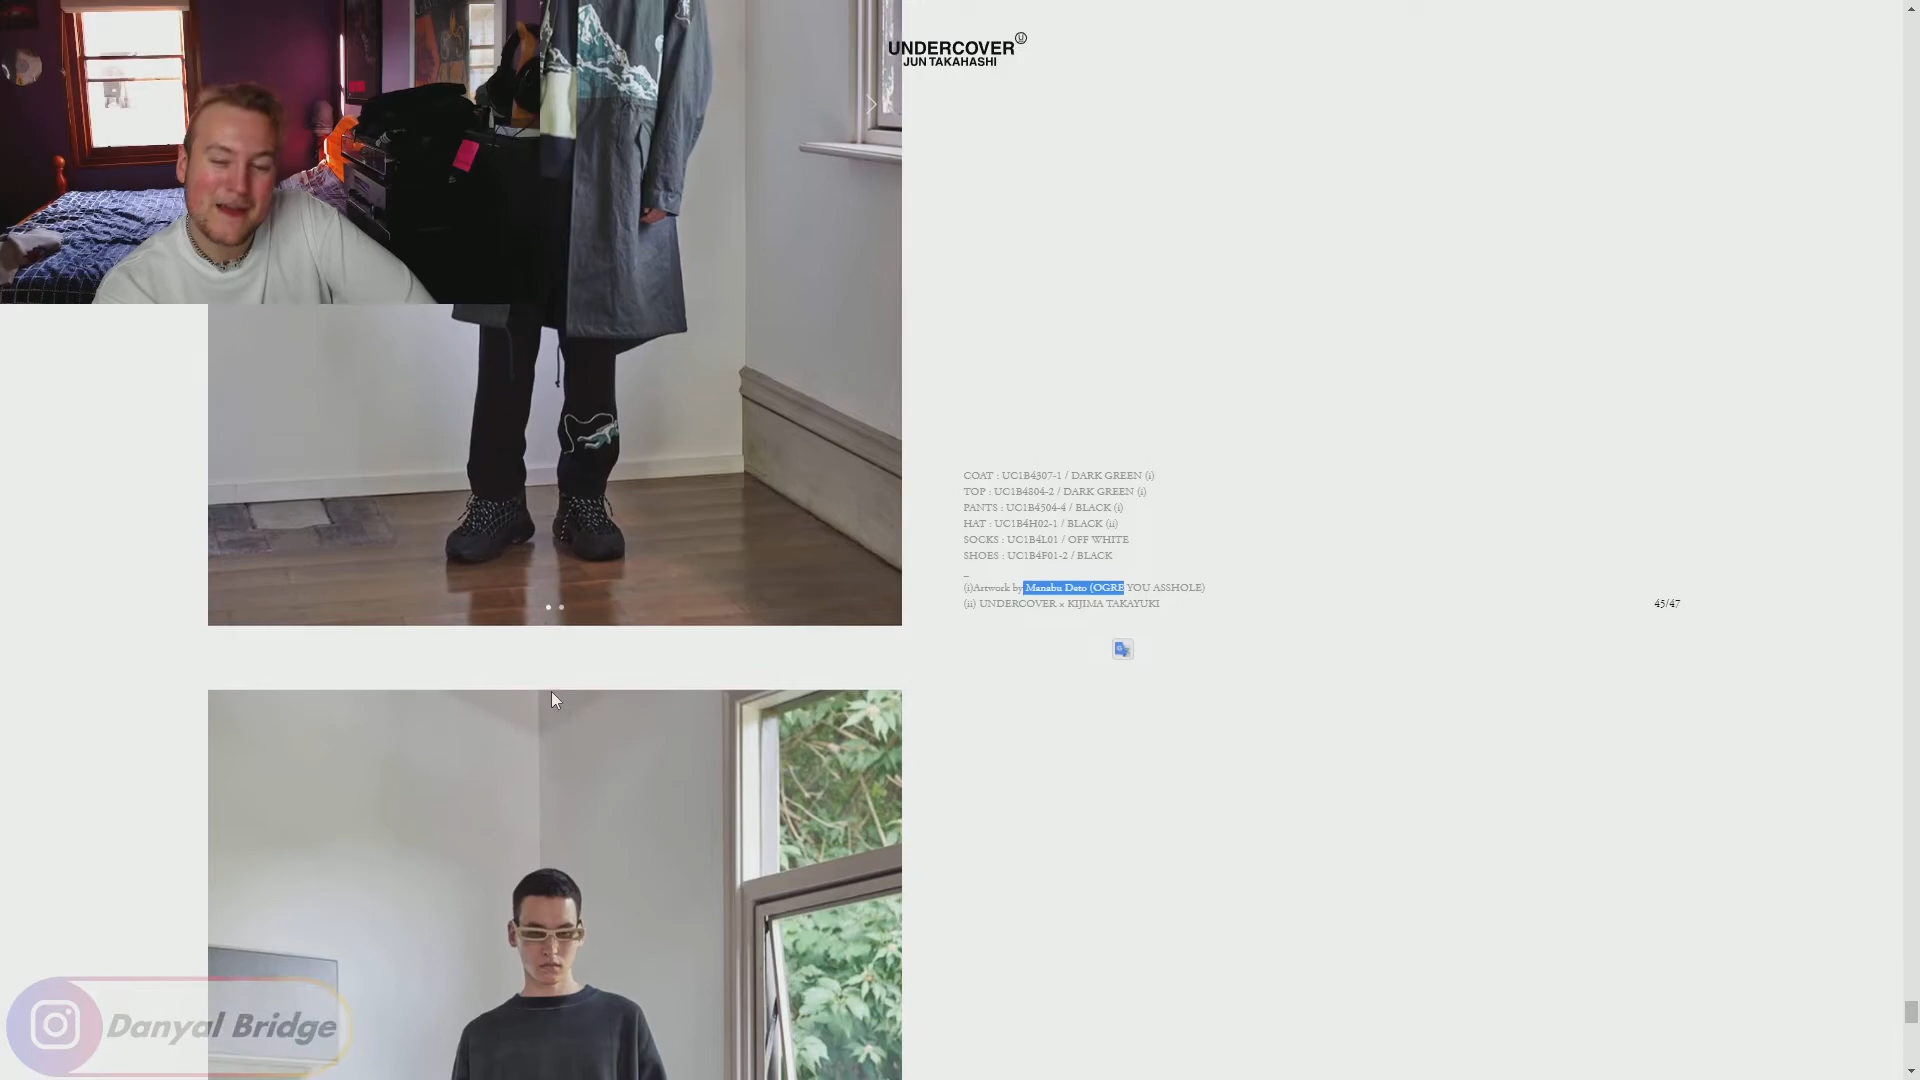 UNDERCOVER
JUN TAKAHASHI
COAT : UC1B4307-1 / DARK GREEN (i)
TOP : UC1B4804-2 / DARK GREEN (i)
PANTS : UC1B4504-4 / BLACK (i)
HAT : UC1B4H02-1 / BLACK (ii)
SOCKS : UC1B4L01 / OFF WHITE
SHOES : UC1B4F01-2 / BLACK
_
(i)Artwork by Manabu Deto (OGRE YOU ASSHOLE)
(ii) UNDERCOVER × KIJIMA TAKAYUKI
45/47
Danyal Bridge